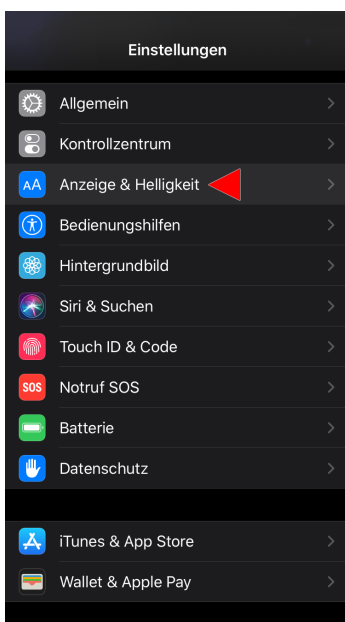 Einstellungen
Allgemein
Kontrollzentrum
AA Anzeige & Helligkeit
Bedienungshilfen
Hintergrundbild
Siri & Suchen
Touch ID & Code
SOS Notruf SOS
Batterie
Datenschutz
iTunes & App Store
Wallet & Apple Pay